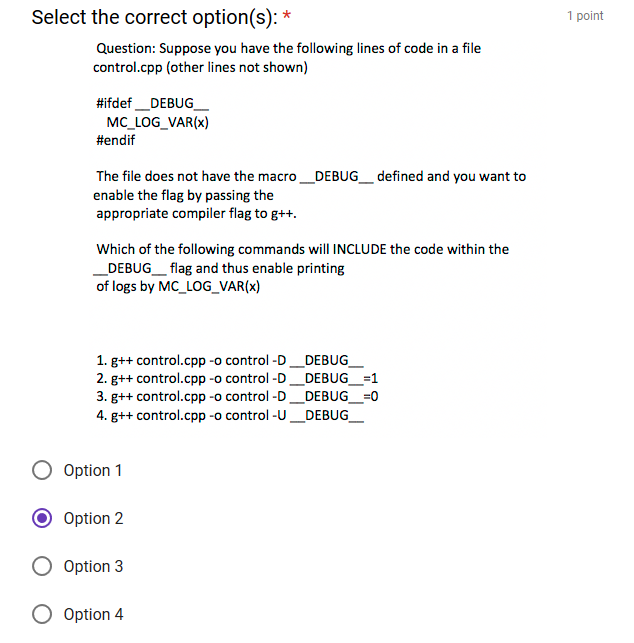 Select the correct option(s): *
1 point
Question: Suppose you have the following lines of code in a file
control.cpp (other lines not shown)
#ifdef __DEBUG__
MC_LOG_VAR(x)
#endif
The file does not have the macro __DEBUG__ defined and you want to
enable the flag by passing the
appropriate compiler flag to g++.
Which of the following commands will INCLUDE the code within the
__DEBUG__ flag and thus enable printing
of logs by MC_LOG_VAR(x)
1. g++ control.cpp -o control -D __DEBUG__
2. g++ control.cpp -o control -D __DEBUG__=1
3. g++ control.cpp -o control -D __DEBUG__=0
4. g++ control.cpp -o control -U __DEBUG__
Option 1
Option 2
Option 3
Option 4